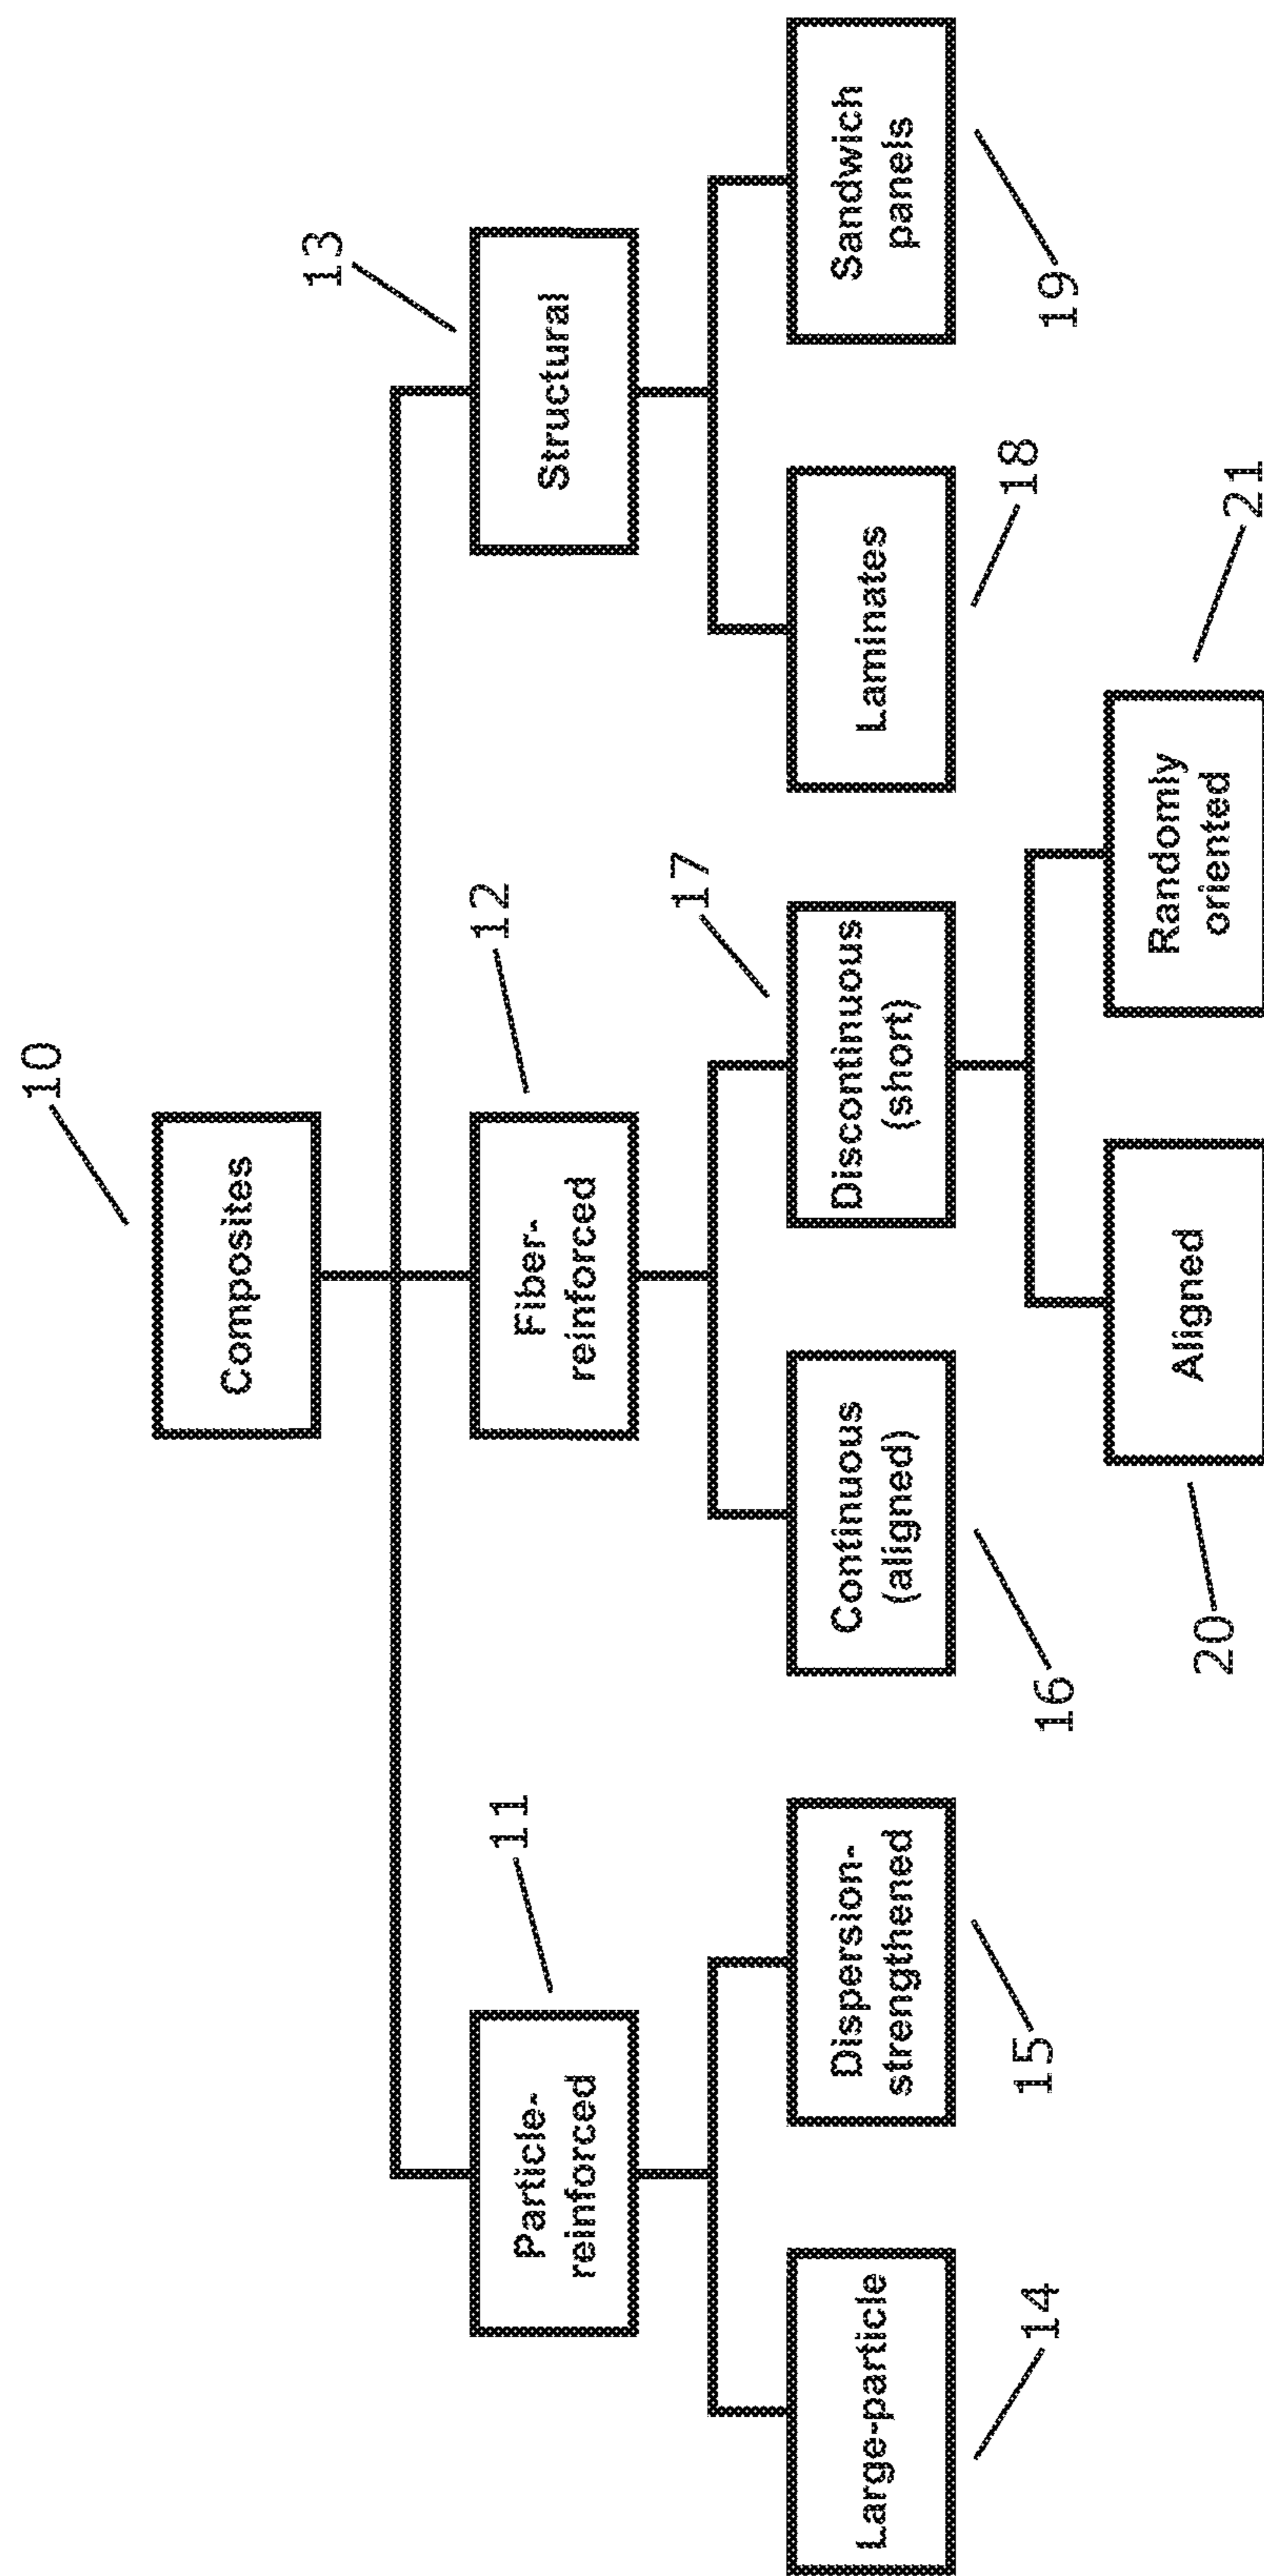 10
Composites
11
12
13
Particle-
reinforced
Fiber-
reinforced
Structural
17
Large-particle
Dispersion-
strengthened
Continuous
(aligned)
Discontinuous
(short)
Laminates
Sandwich
panels
14
15
16
18
19
20
Aligned
Randomly
oriented
21